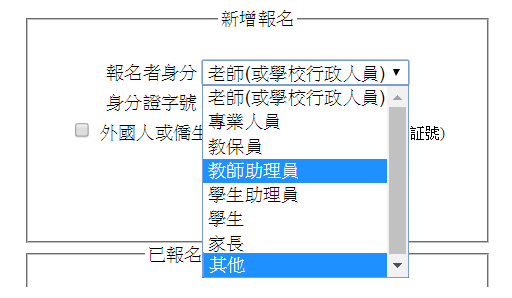 新增報名
報名者身分 老師(或學校行政人員)
老師(或學校行政人員)
身分證字號
專業人員
外國人或僑生 証號)
教保員
教師助理員
學生助理員
學生
家長
已報名
其他